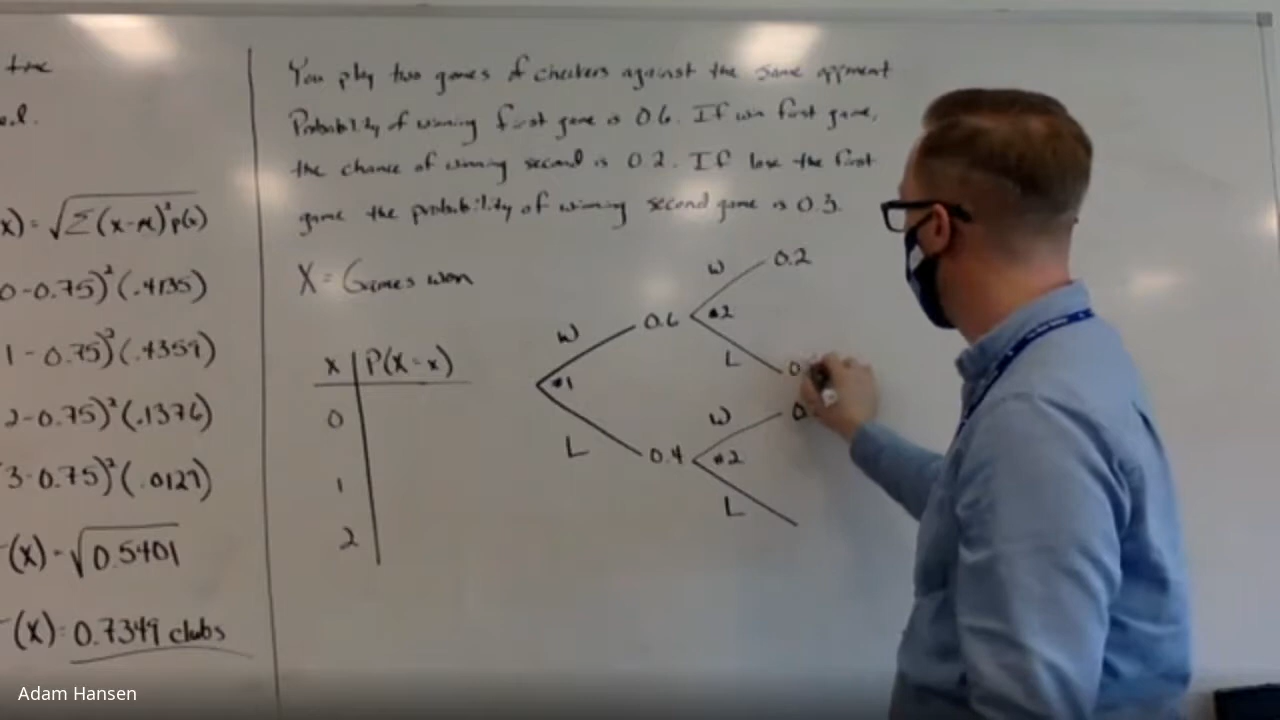 time
x) = √Σ(x-μ)²p(x)
0-0.75)²(.4135)
1-0.75)²(.4359)
2-0.75)²(.1376)
3-0.75)²(.0129)
(x) = √0.5401
(x) = 0.7349 clubs
You play two games of checkers against the same opponent
Probability of winning first game is 0.6. If win first game,
the chance of winning second is 0.2. If lose the first
game the probability of winning second game is 0.3.
X = Games won
x P(X=x)
0
1
2
W 0.2
W 0.6 #2
L 0.
#1
W 0.
L 0.4 #2
L
Adam Hansen